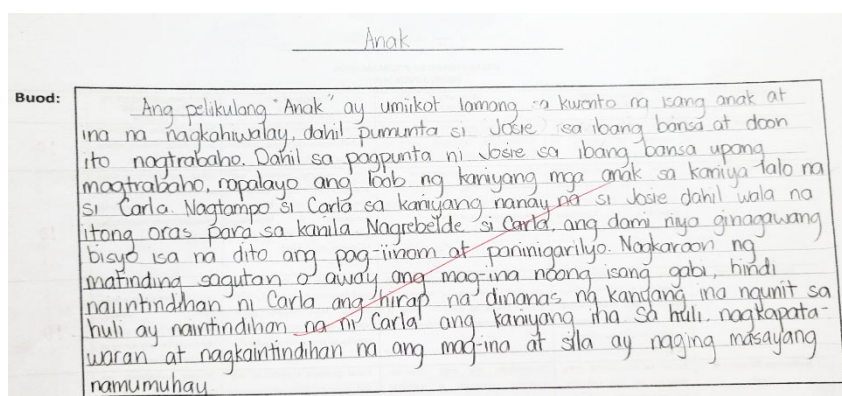 Anak
Buod:
Ang pelikulang "Anak" ay umiikot lamang sa kwento ng isang anak at
ina na nagkahiwalay, dahil pumunta si Josie sa ibang bansa at doon
ito nagtrabaho. Dahil sa pagpunta ni Josie sa ibang bansa upang
magtrabaho, napalayo ang loob ng kaniyang mga anak sa kaniya lalo na
si Carla. Nagtampo si Carla sa kaniyang nanay na si Josie dahil wala na
itong oras para sa kanila Nagrebelde si Carla, ang dami niya ginagawang
bisyo isa na dito ang pag-iinom at paninigarilyo. Nagkaroon ng
matinding sagutan o away ang mag-ina noong isang gabi, hindi
naiintindihan ni Carla ang hirap na dinanas ng kanang ina ngunit sa
huli ay naintindihan na ni Carla ang kaniyang ina sa huli. nagkapata-
waran at nagkaintindihan na ang mag-ina at sila ay naging masayang
namumuhay